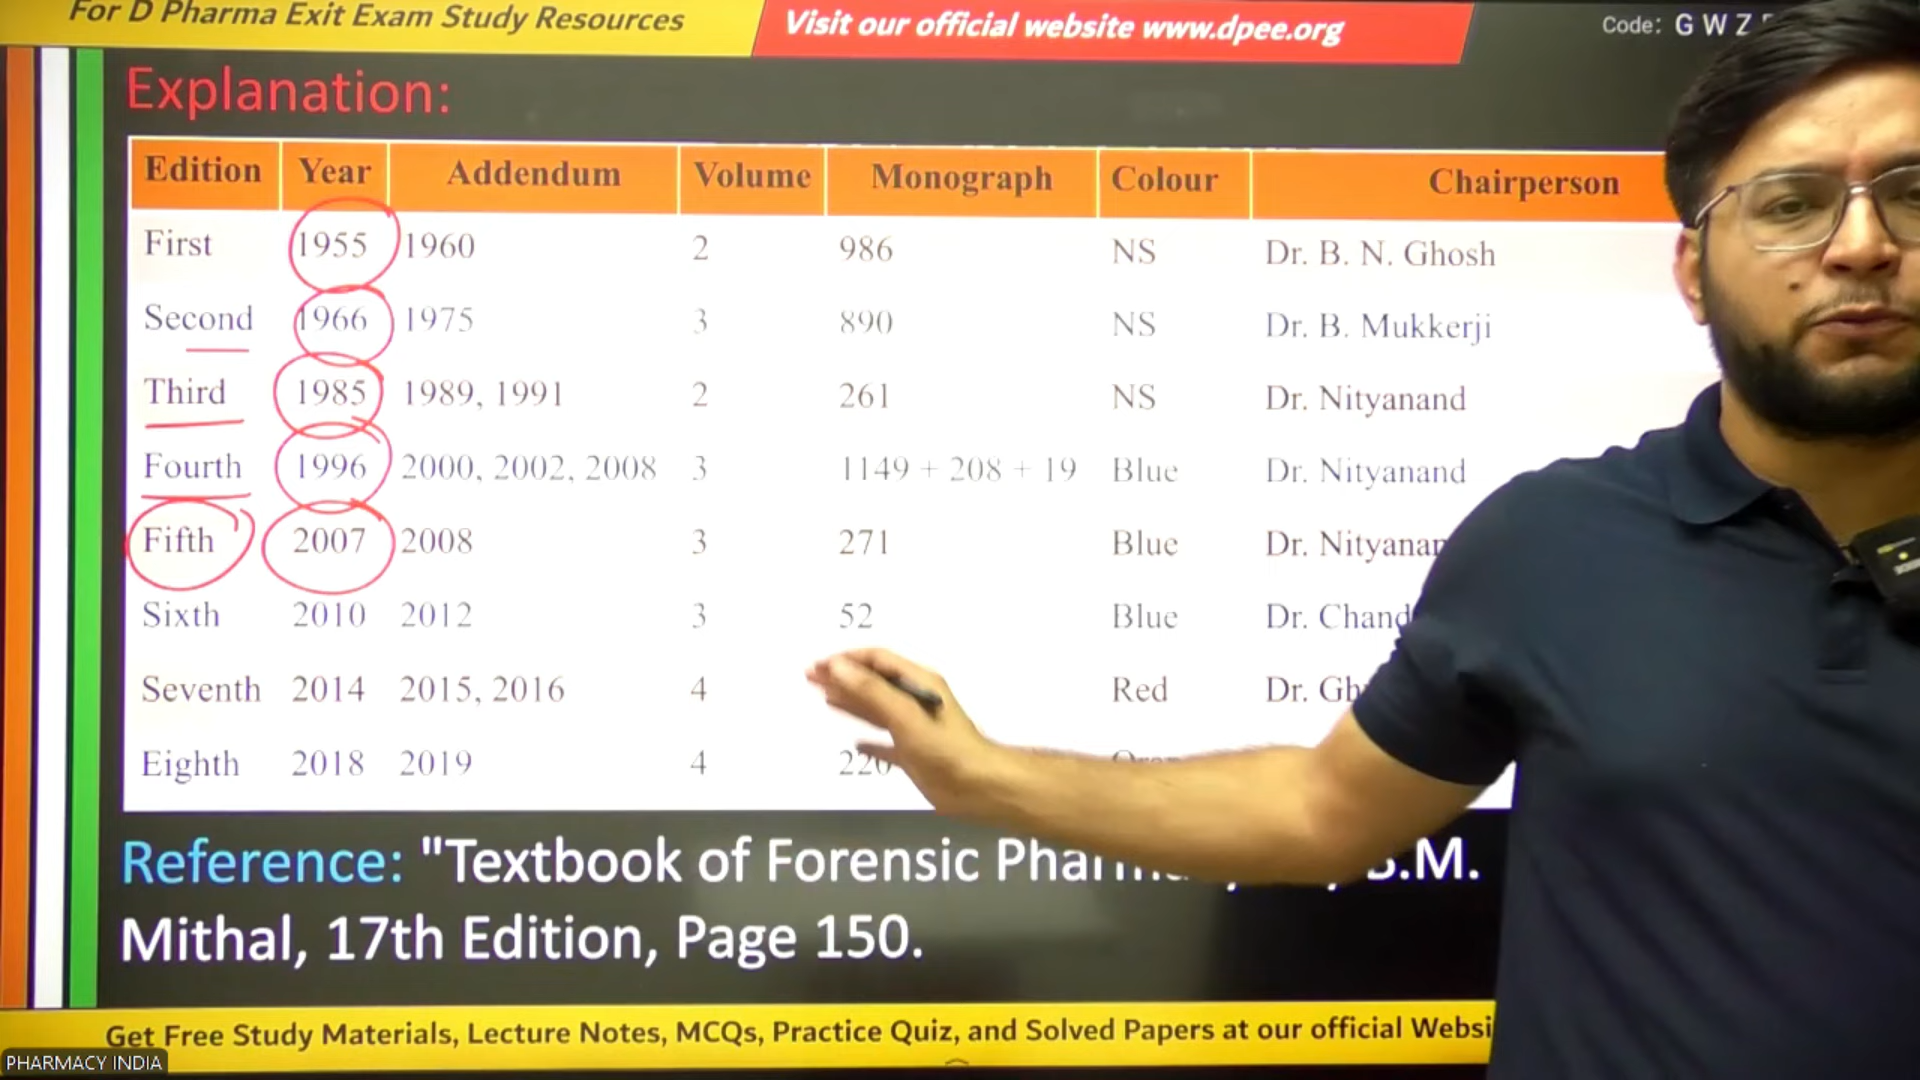 For D Pharma Exit Exam Study Resources
Visit our official website www.dpee.org
Code: G W Z
Explanation:
Edition Year Addendum Volume Monograph Colour Chairperson
First 1955 1960 2 986 NS Dr. B. N. Ghosh
Second 1966 1975 3 890 NS Dr. B. Mukkerji
Third 1985 1989, 1991 2 261 NS Dr. Nityanand
Fourth 1996 2000, 2002, 2008 3 1149 + 208 + 19 Blue Dr. Nityanand
Fifth 2007 2008 3 271 Blue Dr.
Sixth 2010 2012 3 52 Blue Dr.
Seventh 2014 2015, 2016 4 Red Dr.
Eighth 2018 2019 4
Reference: "Textbook of Forensic B.M.
Mithal, 17th Edition, Page 150.
Get Free Study Materials, Lecture Notes, MCQs, Practice Quiz, and Solved Papers at our official
PHARMACY INDIA